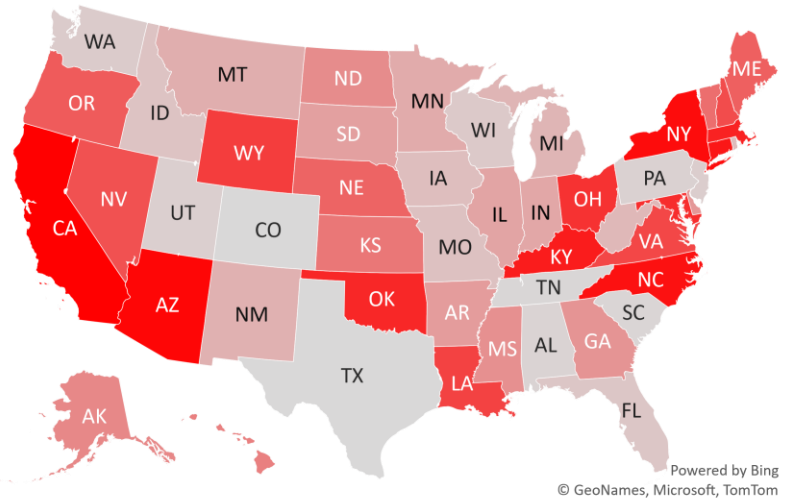 WA
MT
ND
ME
MN
OR
ID
SD
WI
NY
MI
WY
IA
PA
NE
NV
OH
IL
IN
UT
CO
VA
CA
KS
MO
KY
NC
TN
AZ
OK
NM
AR
SC
GA
MS
AL
TX
LA
FL
AK
Powered by Bing
© GeoNames, Microsoft, TomTom